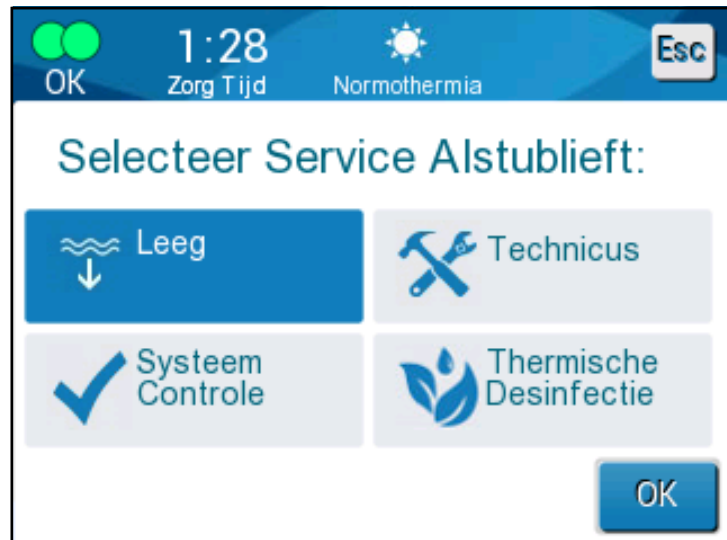 OK
1:28
Zorg Tijd
Normothermia
Esc
Selecteer Service Alstublieft:
Leeg
Technicus
Systeem
Controle
Thermische
Desinfectie
OK